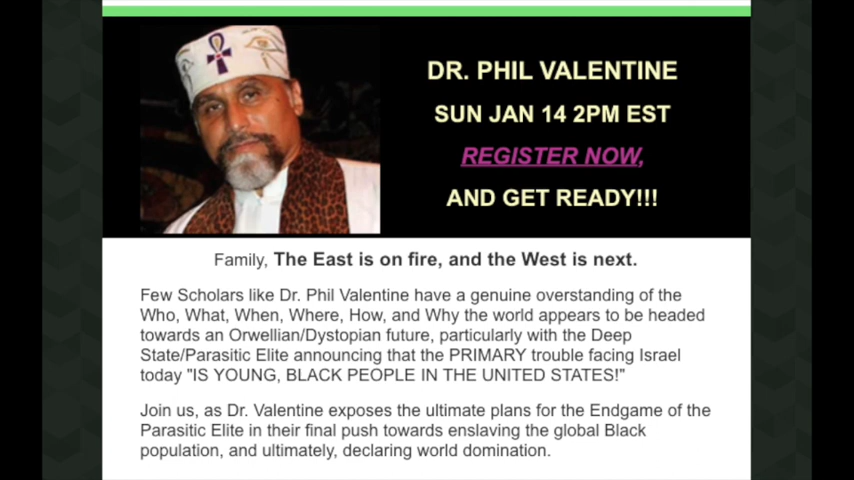 DR. PHIL VALENTINE
SUN JAN 14 2PM EST
REGISTER NOW,
AND GET READY!!!
Family, The East is on fire, and the West is next.
Few Scholars like Dr. Phil Valentine have a genuine overstanding of the
Who, What, When, Where, How, and Why the world appears to be headed
towards an Orwellian/Dystopian future, particularly with the Deep
State/Parasitic Elite announcing that the PRIMARY trouble facing Israel
today "IS YOUNG, BLACK PEOPLE IN THE UNITED STATES!"
Join us, as Dr. Valentine exposes the ultimate plans for the Endgame of the
Parasitic Elite in their final push towards enslaving the global Black
population, and ultimately, declaring world domination.